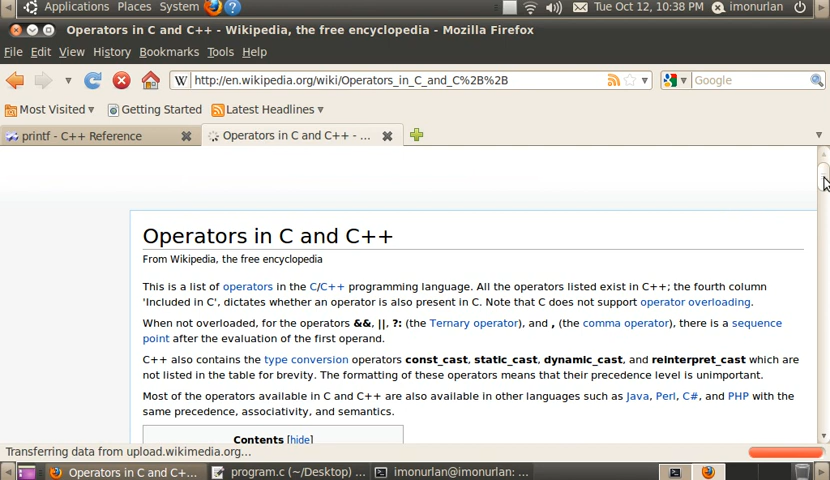 Applications Places System Tue Oct 12, 10:38 PM imonurlan
Operators in C and C++ - Wikipedia, the free encyclopedia - Mozilla Firefox
File Edit View History Bookmarks Tools Help
W http://en.wikipedia.org/wiki/Operators_in_C_and_C%2B%2B Google
Most Visited Getting Started Latest Headlines
printf - C++ Reference Operators in C and C++ - ...
Operators in C and C++
From Wikipedia, the free encyclopedia
This is a list of operators in the C/C++ programming language. All the operators listed exist in C++; the fourth column
'Included in C', dictates whether an operator is also present in C. Note that C does not support operator overloading.
When not overloaded, for the operators &&, ||, ?: (the Ternary operator), and , (the comma operator), there is a sequence
point after the evaluation of the first operand.
C++ also contains the type conversion operators const_cast, static_cast, dynamic_cast, and reinterpret_cast which are
not listed in the table for brevity. The formatting of these operators means that their precedence level is unimportant.
Most of the operators available in C and C++ are also available in other languages such as Java, Perl, C#, and PHP with the
same precedence, associativity, and semantics.
Contents [hide]
Transferring data from upload.wikimedia.org...
Operators in C and C+... program.c (~/Desktop) ... imonurlan@imonurlan: ...